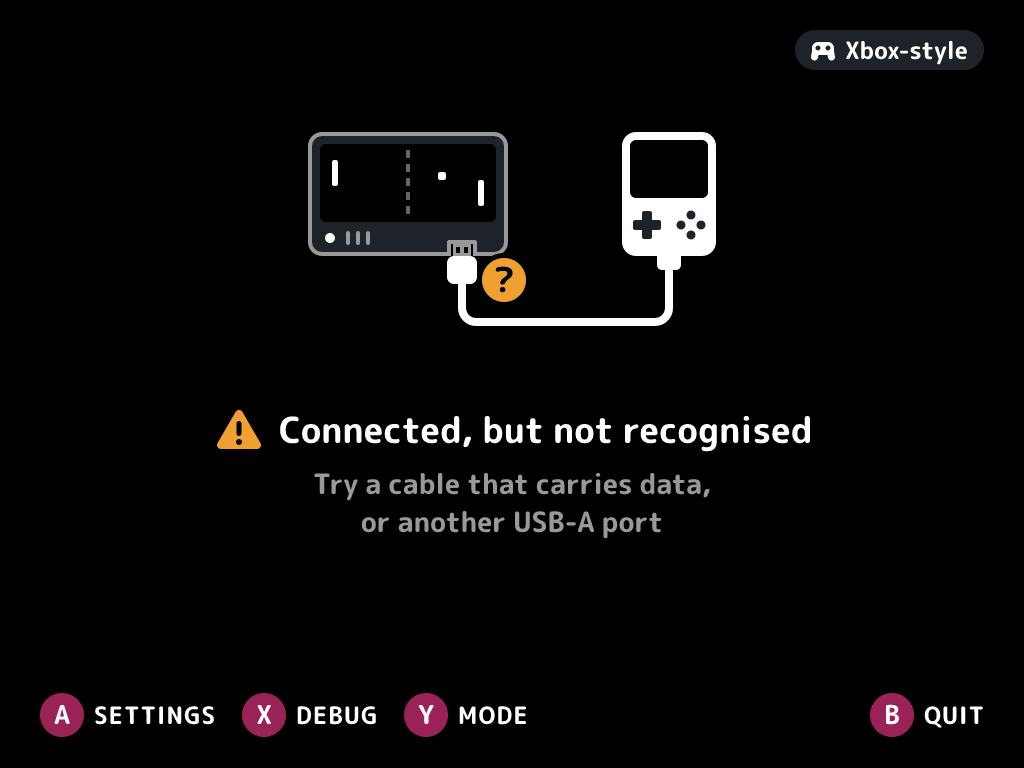 Xbox-style
?
Connected, but not recognised
Try a cable that carries data,
or another USB-A port
A SETTINGS X DEBUG Y MODE B QUIT